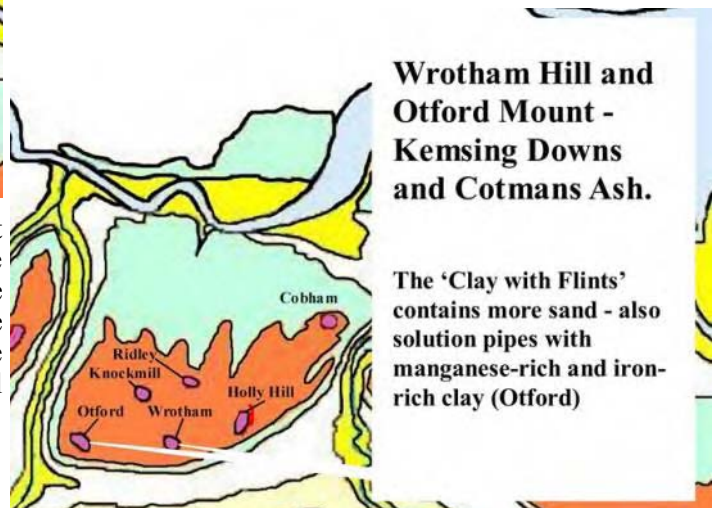 Wrotham Hill and
Otford Mount -
Kemsing Downs
and Cotmans Ash.
The ‘Clay with Flints’
contains more sand - also
solution pipes with
manganese-rich and iron-
rich clay (Otford)
Cobham
Ridley
Knockmill
Holly Hill
Otford
Wrotham